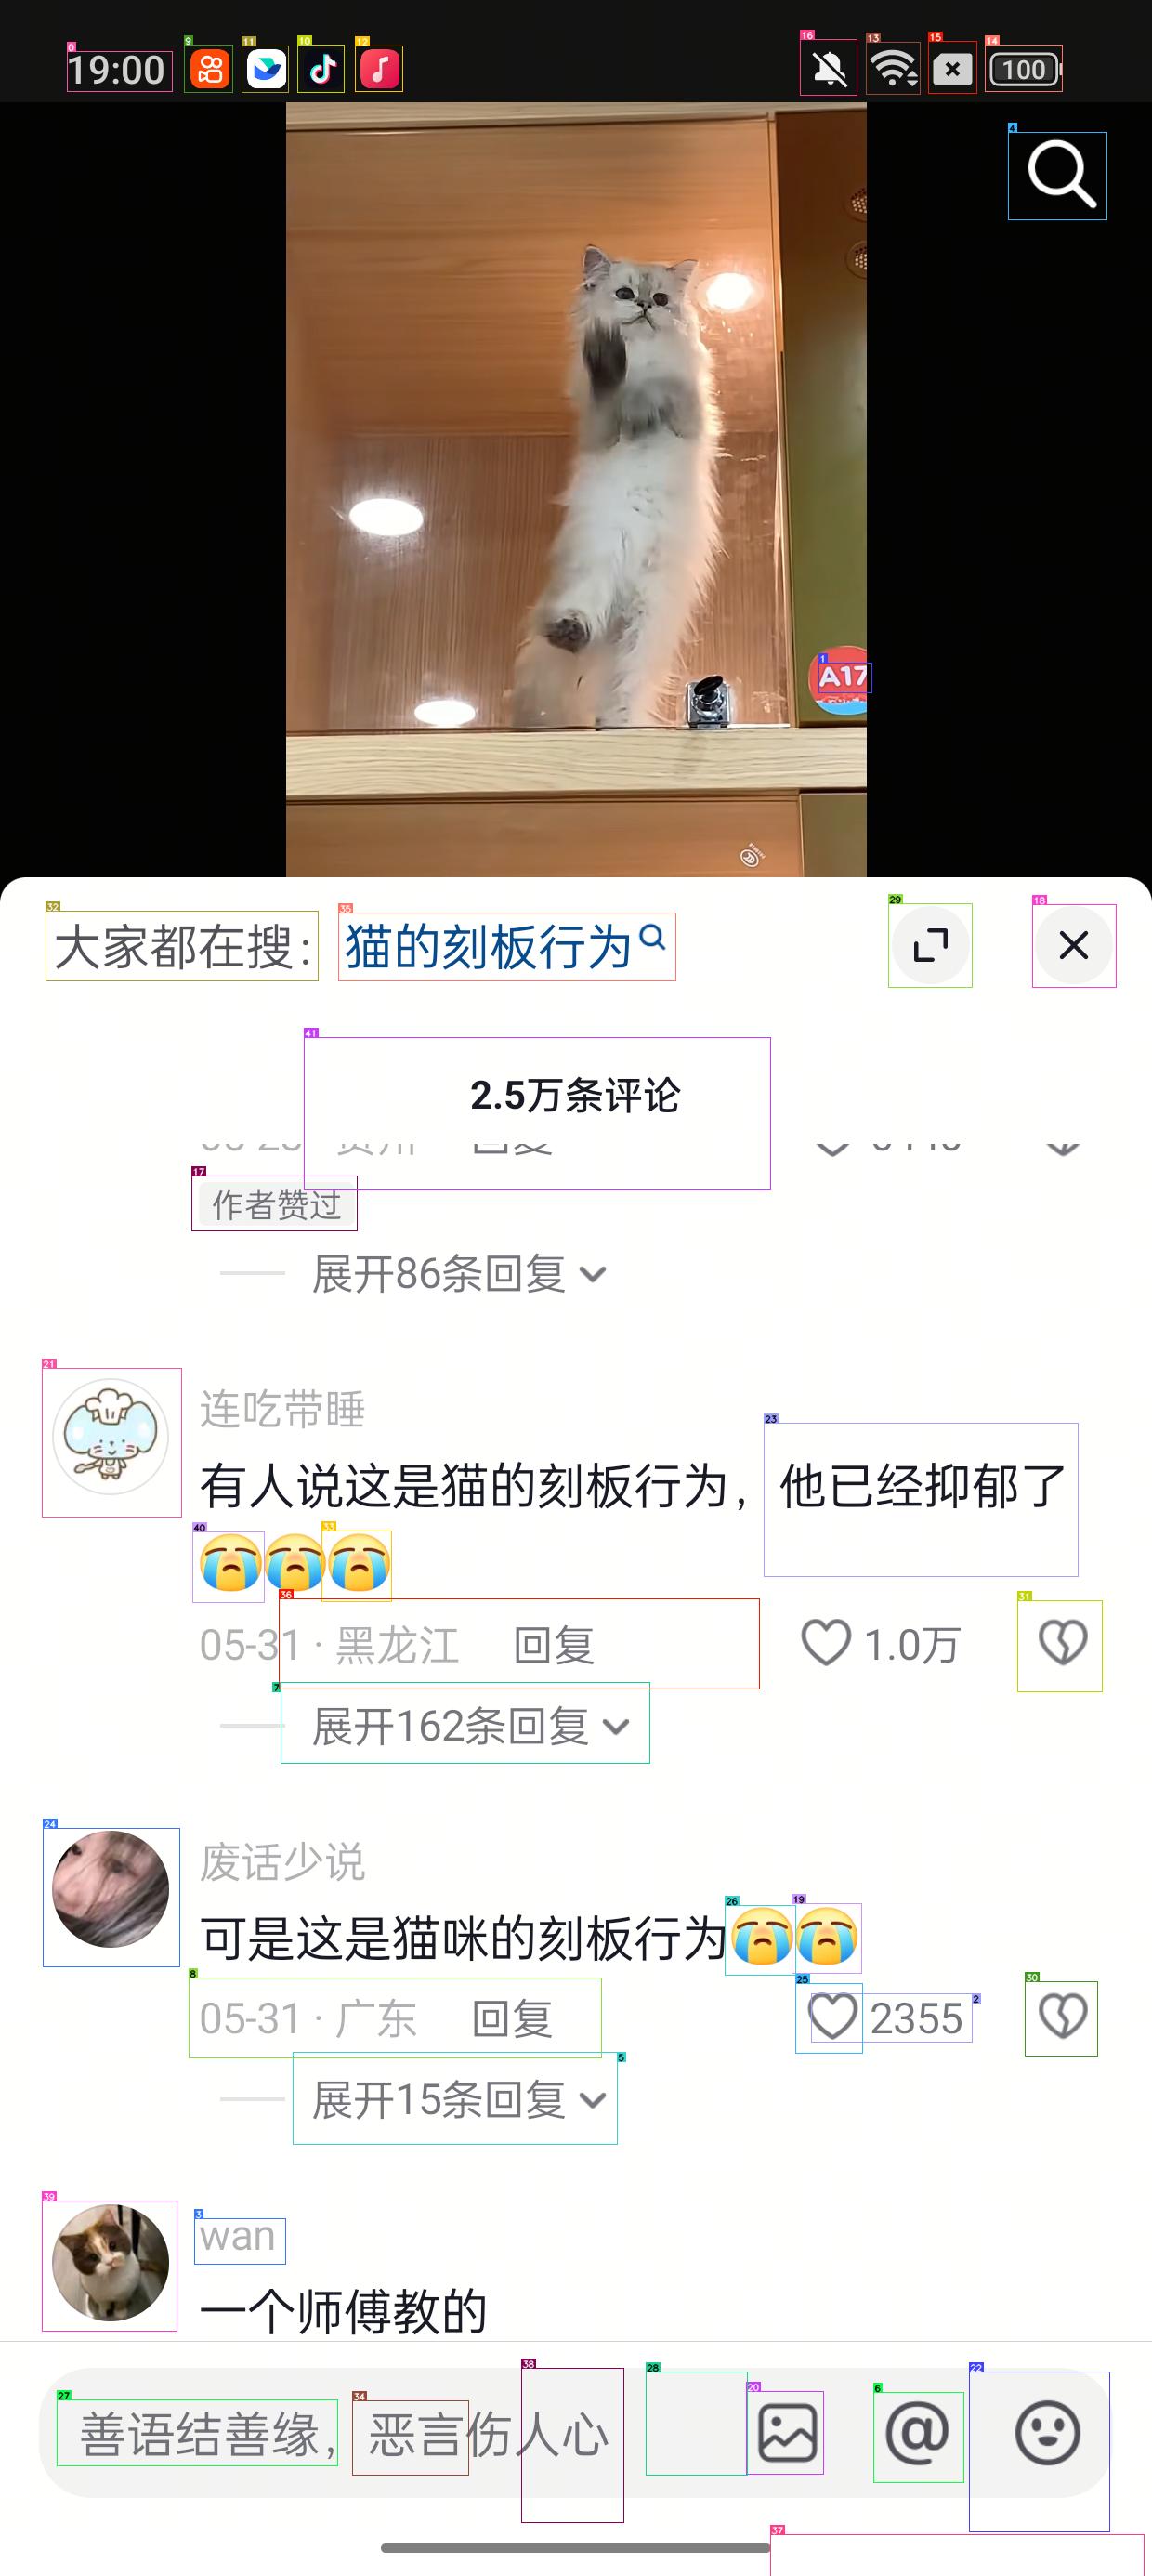 19:00
100
A17
大家都在搜: 猫的刻板行为
2.5万条评论
作者赞过
展开86条回复
连吃带睡
有人说这是猫的刻板行为，他已经抑郁了
😭😭😭
05-31 · 黑龙江 回复 1.0万
展开162条回复
废话少说
可是这是猫咪的刻板行为😭😭
05-31 · 广东 回复 2355
展开15条回复
wan
一个师傅教的
善语结善缘，恶言伤人心